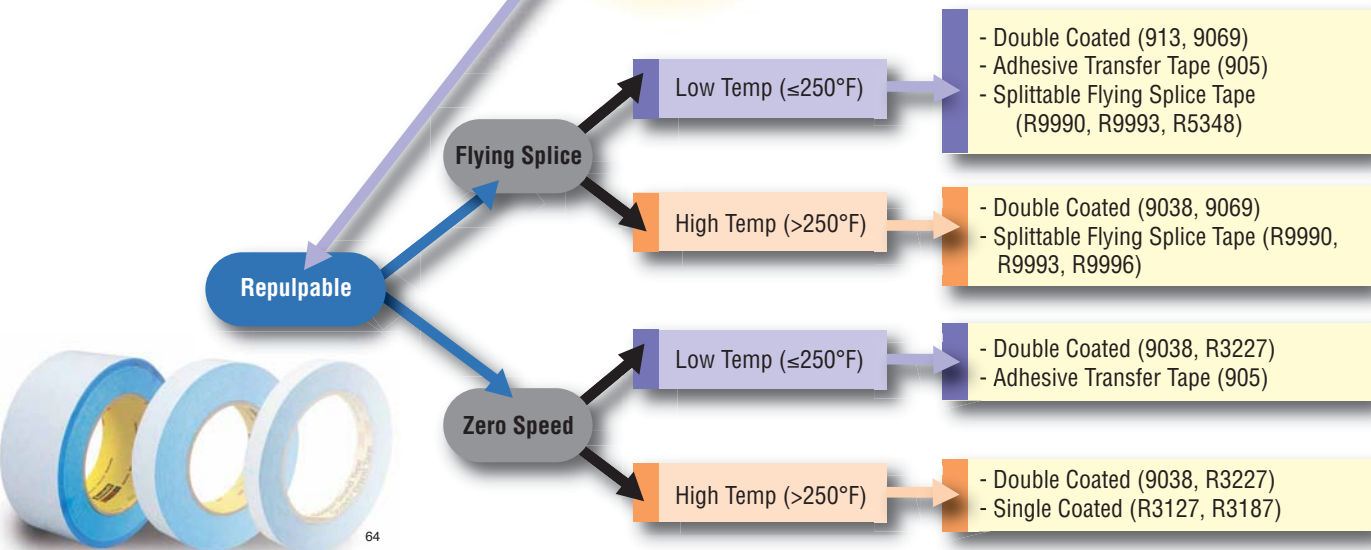 Repulpable
Flying Splice
Low Temp (≤250°F)
- Double Coated (913, 9069)
- Adhesive Transfer Tape (905)
- Splittable Flying Splice Tape
(R9990, R9993, R5348)
High Temp (>250°F)
- Double Coated (9038, 9069)
- Splittable Flying Splice Tape (R9990,
R9993, R9996)
Zero Speed
Low Temp (≤250°F)
- Double Coated (9038, R3227)
- Adhesive Transfer Tape (905)
High Temp (>250°F)
- Double Coated (9038, R3227)
- Single Coated (R3127, R3187)
64